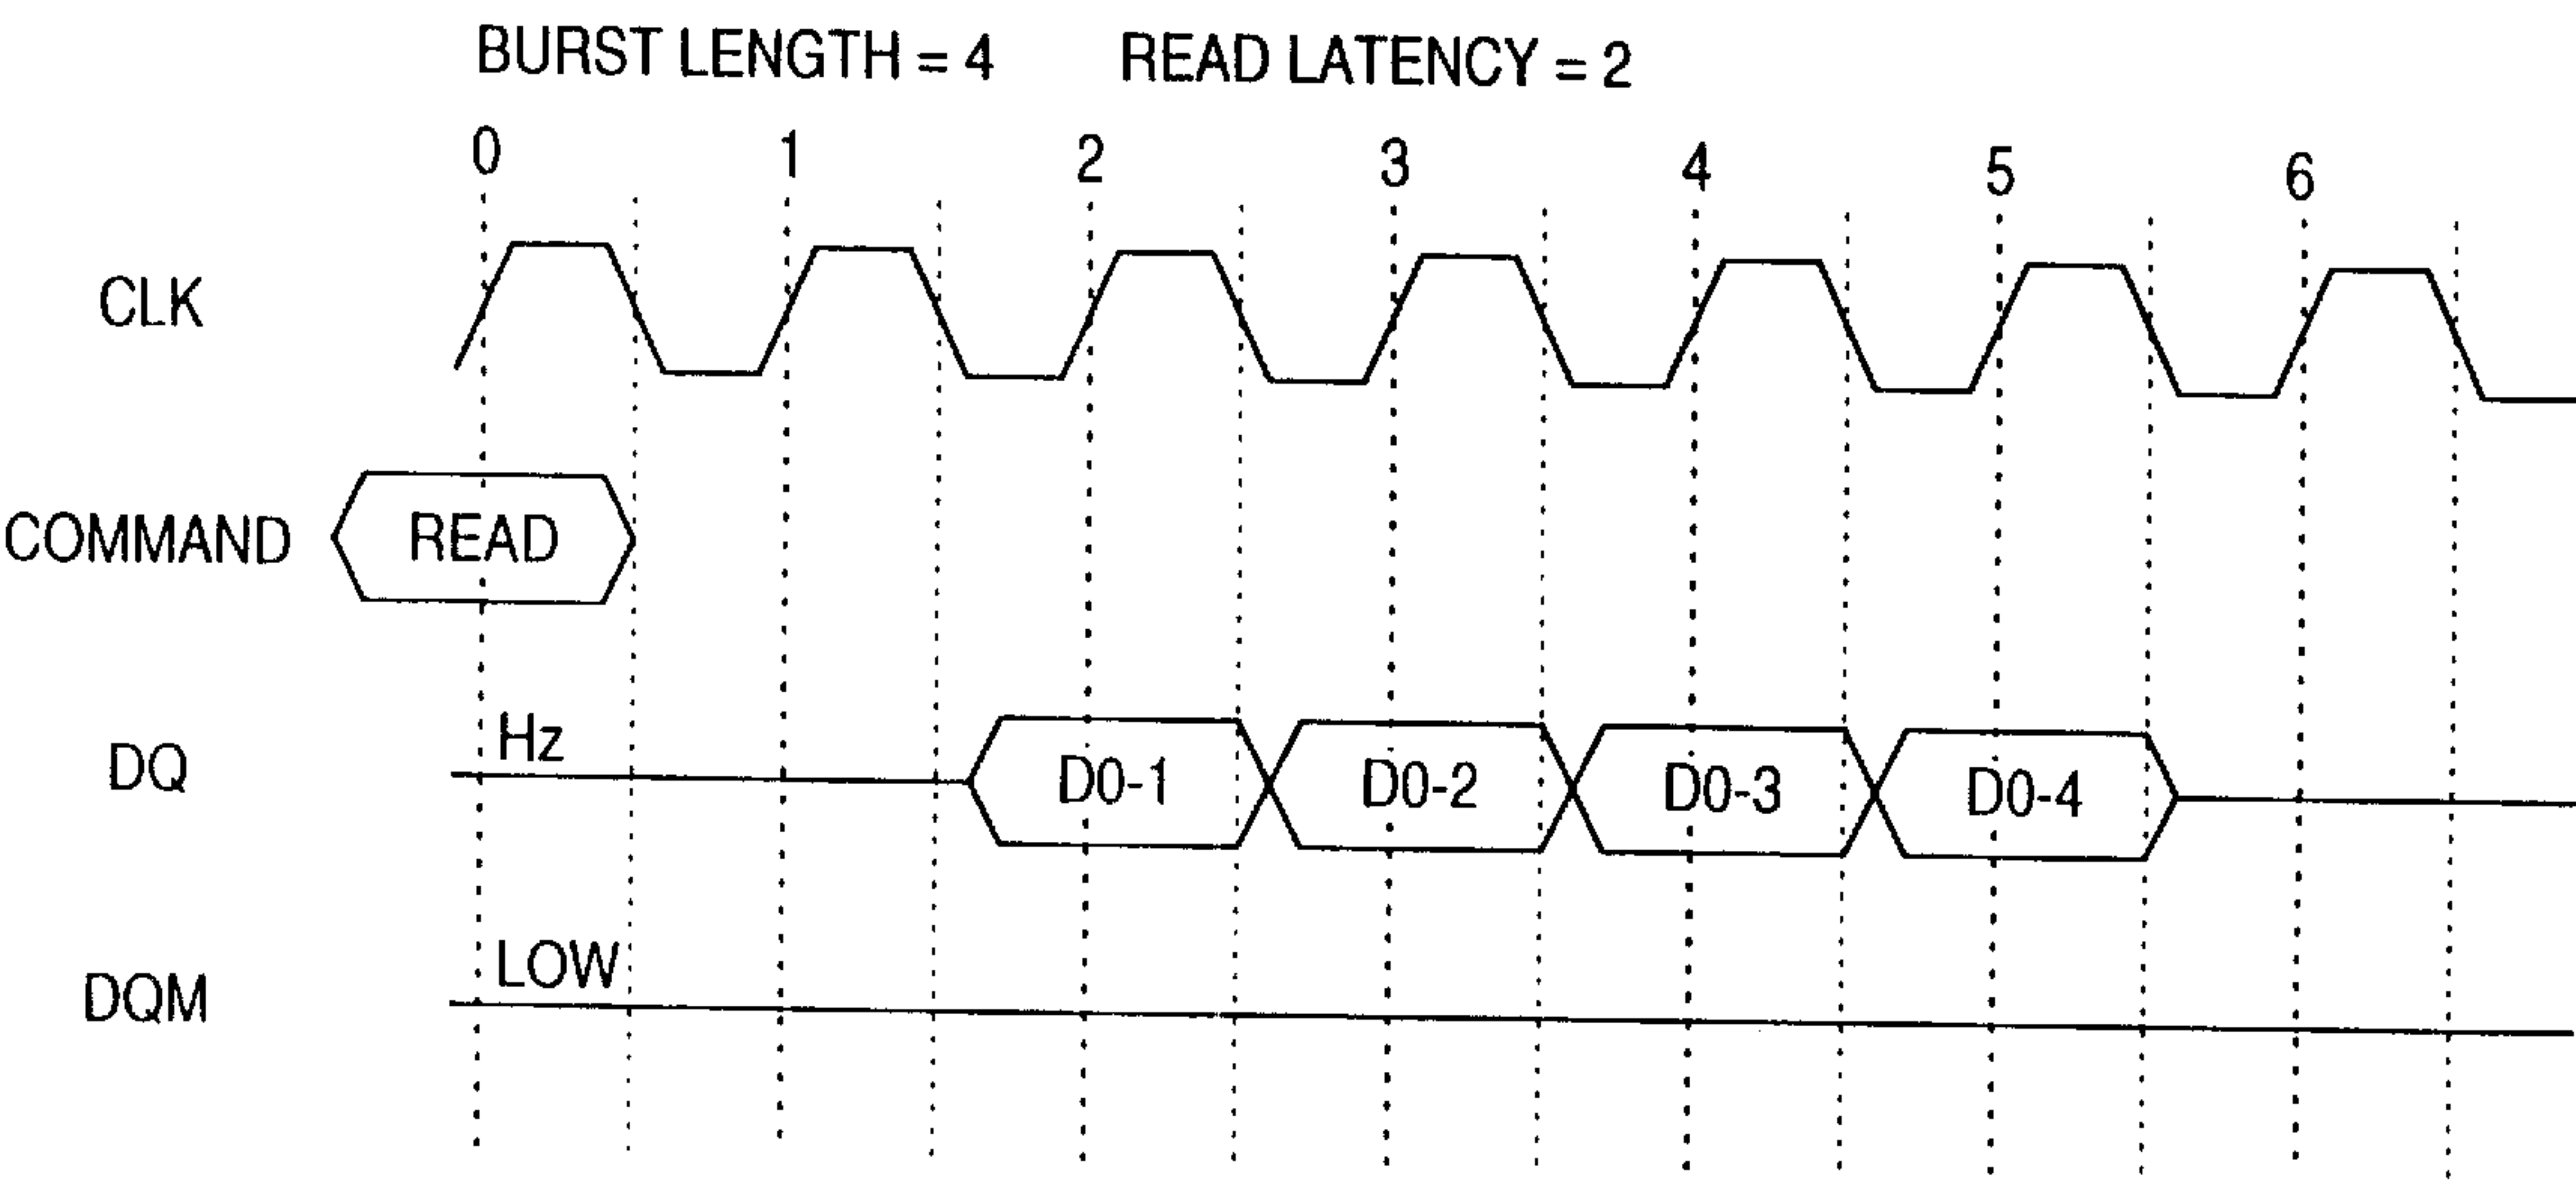 BURST LENGTH = 4 READ LATENCY = 2
0 1 2 3 4 5 6
CLK
COMMAND READ
DQ Hz D0-1 D0-2 D0-3 D0-4
DQM LOW